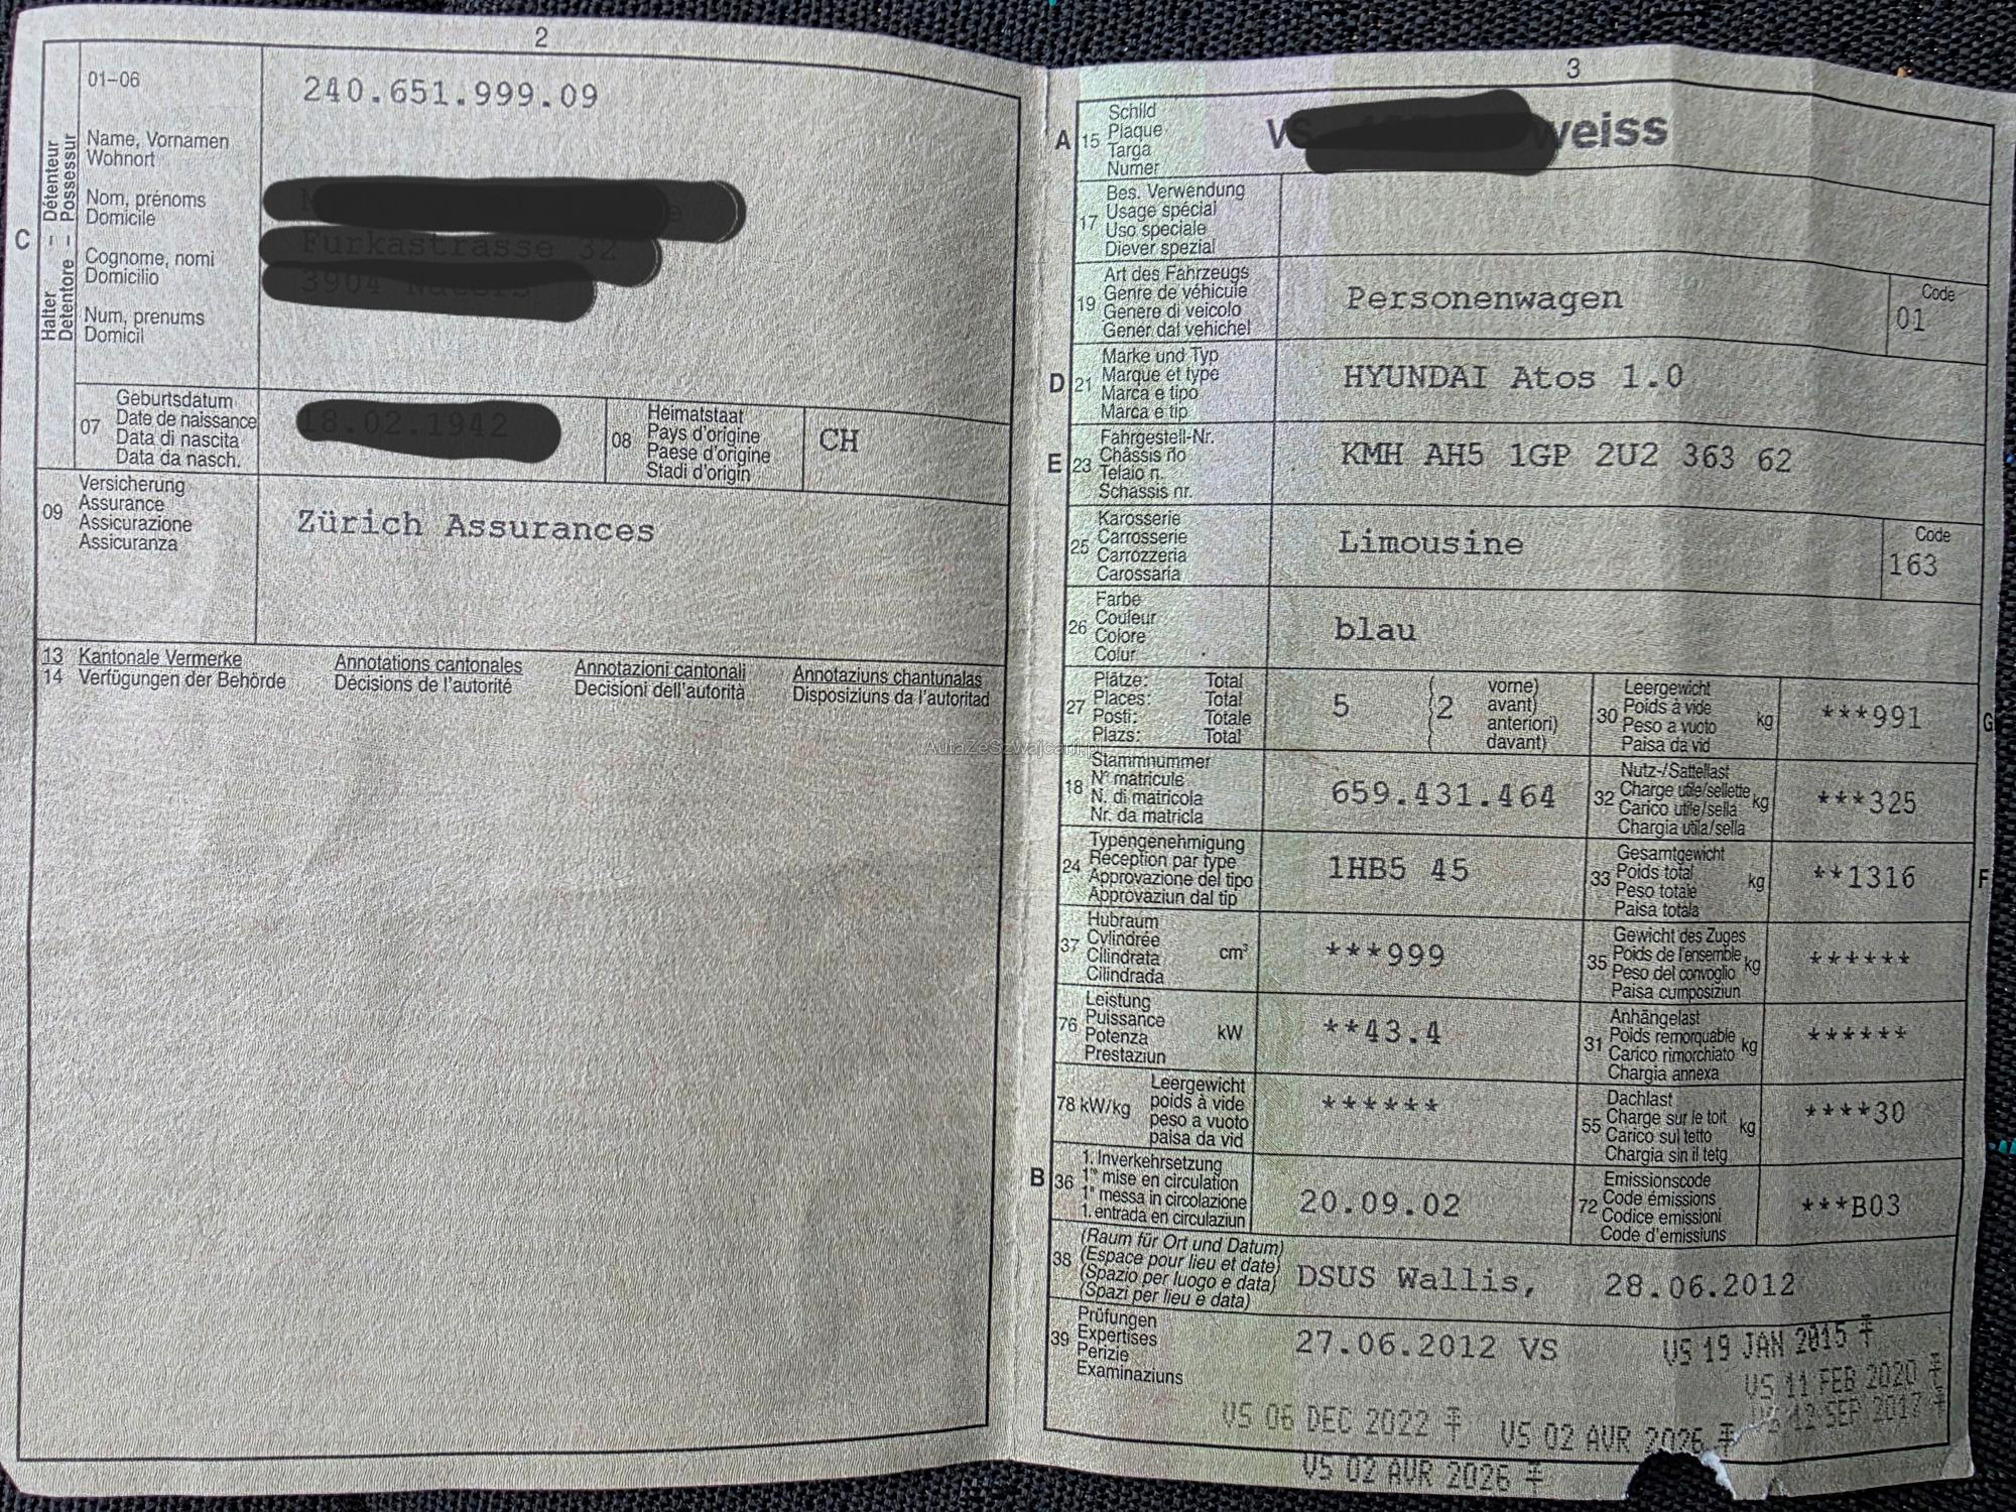 2
01-06
240.651.999.09
Halter - Détenteur
Detentore - Possessur
C
Name, Vornamen
Wohnort
Nom, prénoms
Domicile
Cognome, nomi
Domicilio
Num, prenums
Domicil
07
Geburtsdatum
Date de naissance
Data di nascita
Data da nasch.
08
Heimatstaat
Pays d'origine
Paese d'origine
Stadi d'origin
CH
09
Versicherung
Assurance
Assicurazione
Assicuranza
Zürich Assurances
13 Kantonale Vermerke
14 Verfügungen der Behörde
Annotations cantonales
Décisions de l'autorité
Annotazioni cantonali
Decisioni dell'autorità
Annotaziuns chantunalas
Disposiziuns da l'autoritad
3
A 15
Schild
Plaque
Targa
Numer
weiss
17
Bes. Verwendung
Usage spécial
Uso speciale
Diever spezial
19
Art des Fahrzeugs
Genre de véhicule
Genere di veicolo
Gener dal vehichel
Personenwagen
Code
01
D 21
Marke und Typ
Marque et type
Marca e tipo
Marca e tip
HYUNDAI Atos 1.0
E 23
Fahrgestell-Nr.
Châssis no
Telaio n.
Schassis nr.
KMH AH5 1GP 2U2 363 62
25
Karosserie
Carrosserie
Carrozzeria
Carossaria
Limousine
Code
163
26
Farbe
Couleur
Colore
Colur
blau
27
Plätze: Total
Places: Total
Posti: Totale
Plazs: Total
5
2
vorne)
avant)
anteriori)
davant)
30
Leergewicht
Poids à vide
Peso a vuoto
Paisa da vid
kg
***991
G
18
Stammnummer
N° matricule
N. di matricola
Nr. da matricla
659.431.464
32
Nutz-/Sattellast
Charge utile/sellette
Carico utile/sella
Chargia utila/sella
kg
***325
24
Typengenehmigung
Réception par type
Approvazione del tipo
Approvaziun dal tip
1HB5 45
33
Gesamtgewicht
Poids total
Peso totale
Paisa totala
kg
**1316
F
37
Hubraum
Cylindrée
Cilindrata
Cilindrada
cm³
***999
35
Gewicht des Zuges
Poids de l'ensemble
Peso del convoglio
Paisa cumposiziun
kg
******
76
Leistung
Puissance
Potenza
Prestaziun
kW
**43.4
31
Anhängelast
Poids remorquable
Carico rimorchiato
Chargia annexa
kg
******
78 kW/kg
Leergewicht
poids à vide
peso a vuoto
paisa da vid
******
55
Dachlast
Charge sur le toit
Carico sul tetto
Chargia sin il tetg
kg
****30
B 36
1. Inverkehrsetzung
1re mise en circulation
1a messa in circolazione
1. entrada en circulaziun
20.09.02
72
Emissionscode
Code émissions
Codice emissioni
Code d'emissiuns
***B03
38
(Raum für Ort und Datum)
(Espace pour lieu et date)
(Spazio per luogo e data)
(Spazi per lieu e data)
DSUS Wallis, 28.06.2012
39
Prüfungen
Expertises
Perizie
Examinaziuns
27.06.2012 VS
VS 19 JAN 2015
VS 11 FEB 2020
VS 12 SEP 2017
VS 06 DEC 2022
VS 02 AVR 2026
VS 02 AVR 2026